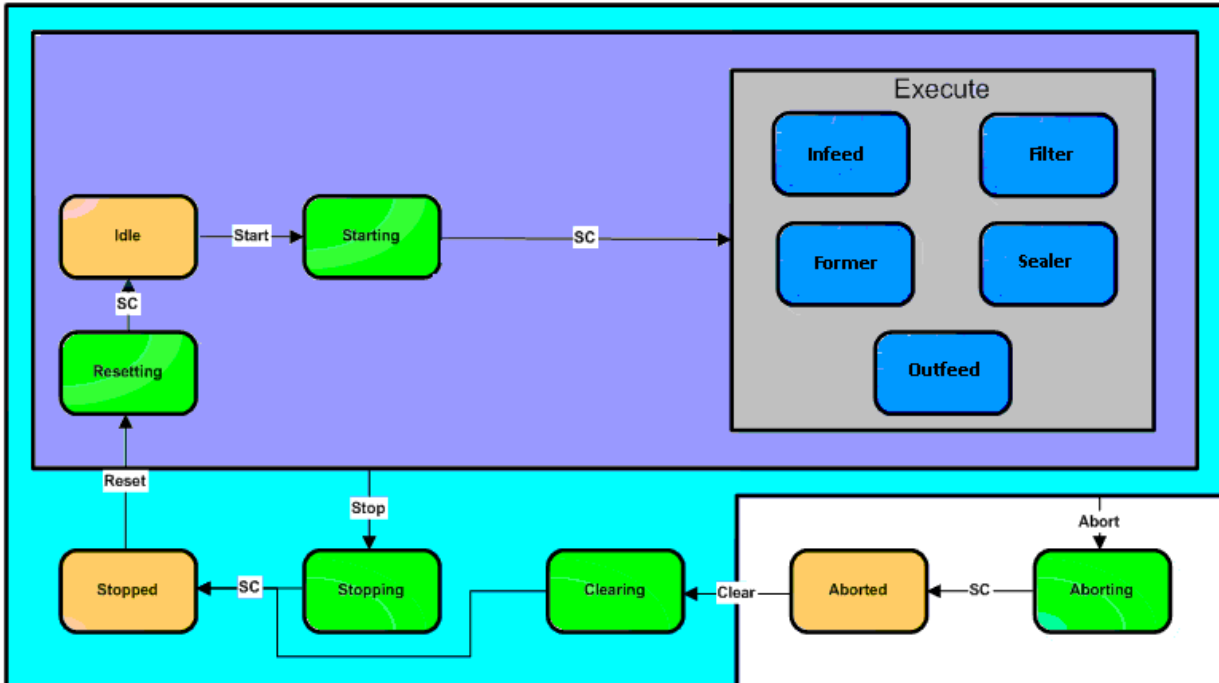 Execute
Infeed
Filter
Idle
Start
Starting
SC
Former
Sealer
SC
Resetting
Outfeed
Reset
Stop
Abort
Stopped
SC
Stopping
Clearing
Clear
Aborted
SC
Aborting